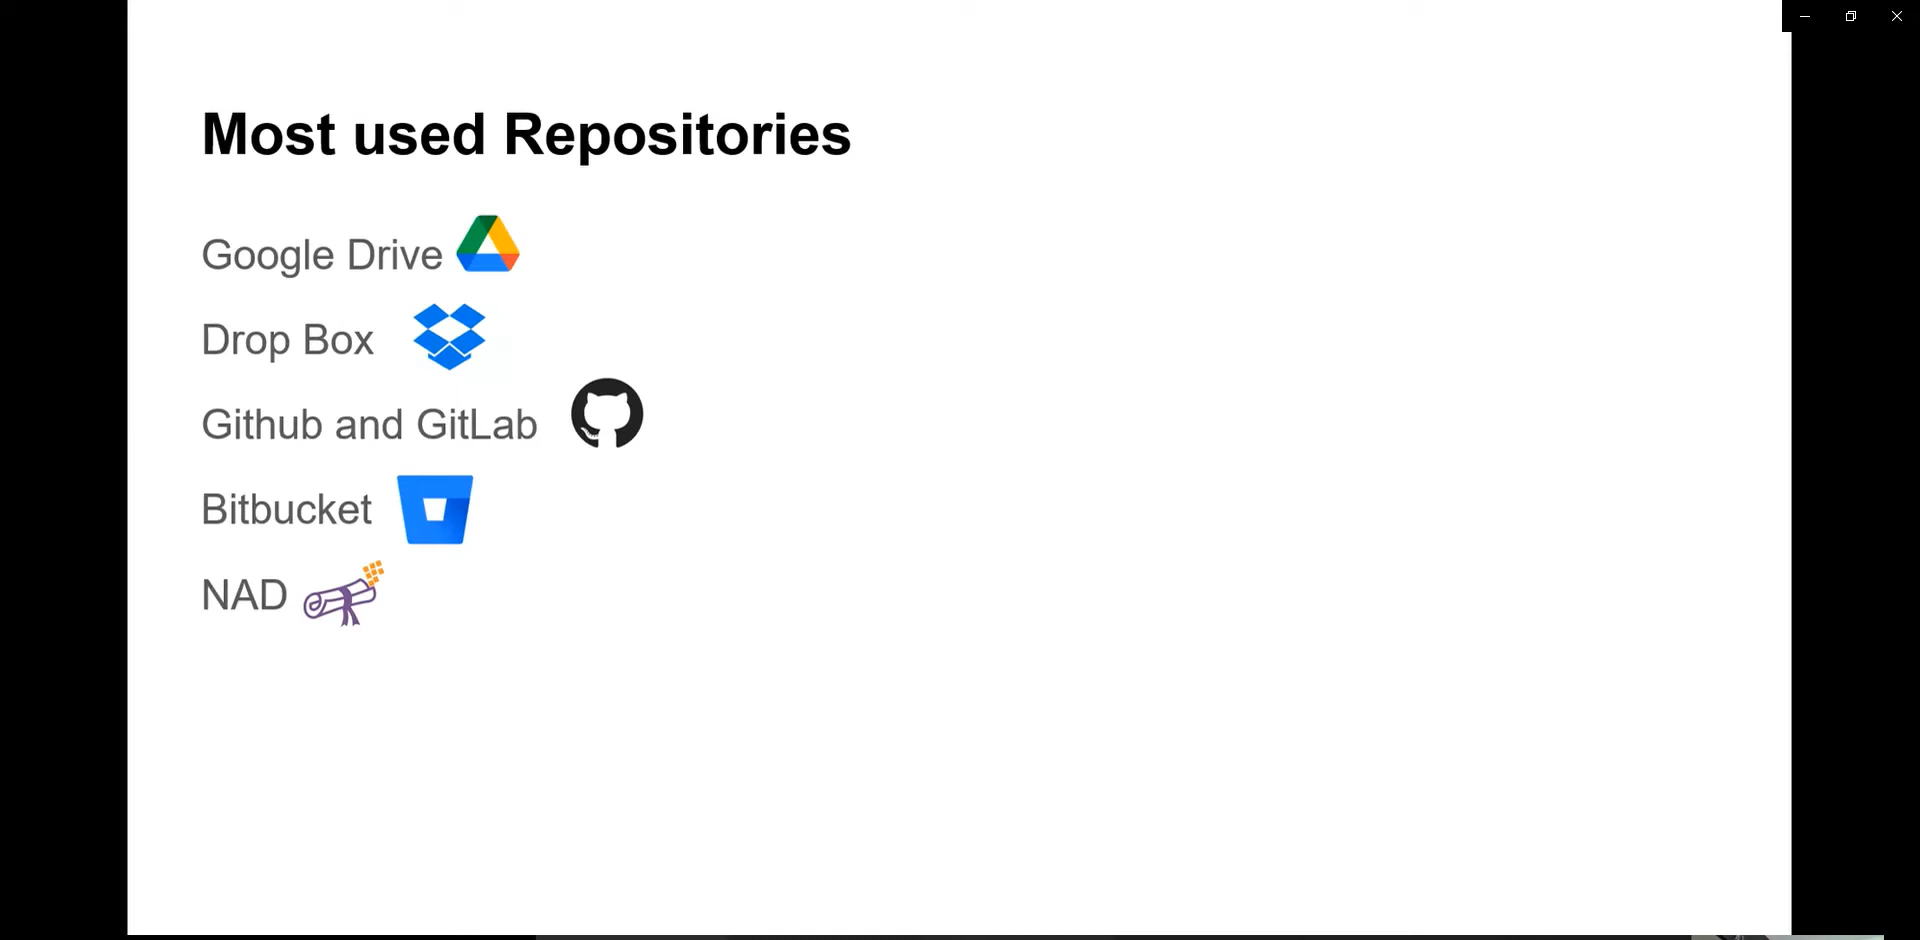 Most used Repositories
Google Drive
Drop Box
Github and GitLab
Bitbucket
NAD